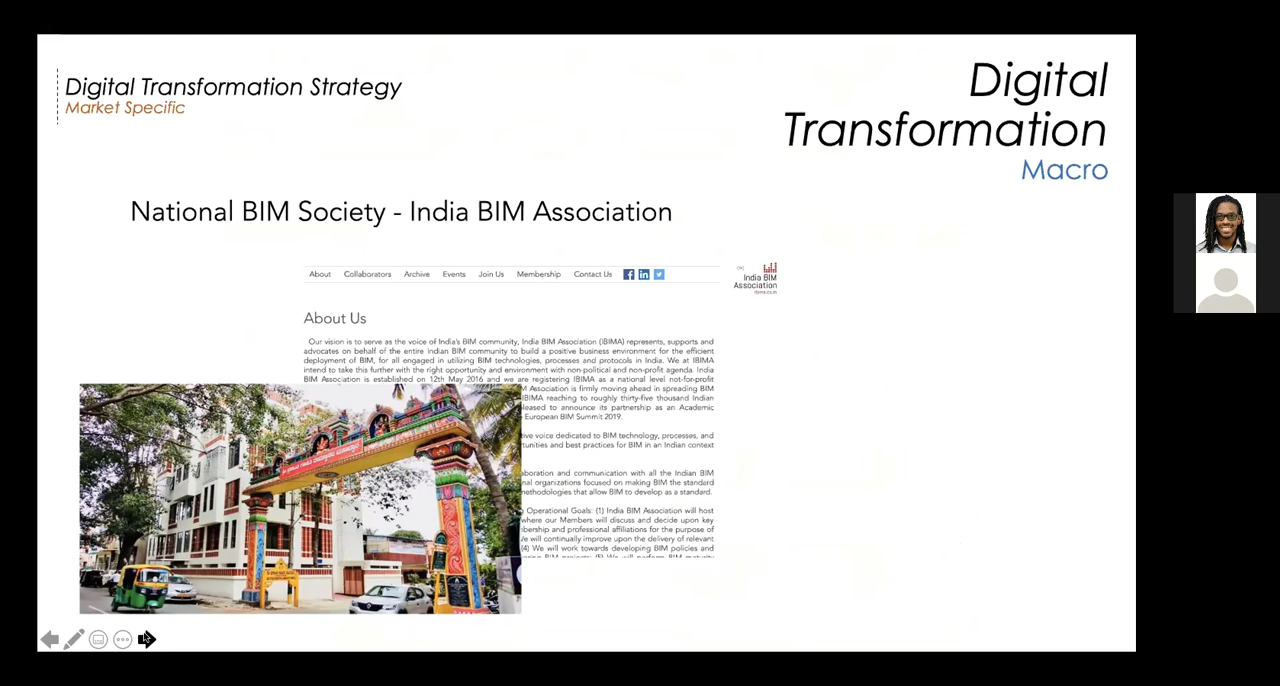 Digital Transformation Strategy
Market Specific
Digital
Transformation
Macro
National BIM Society - India BIM Association
About Collaborators Archive Events Join Us Membership Contact Us
India BIM
Association
About Us
Our vision is to serve as the voice of India's BIM community, India BIM Association (IBIMA) represents, supports and
advocates on behalf of the entire Indian BIM community to build a positive business environment for the efficient
deployment of BIM, for all engaged in utilizing BIM technologies, processes and protocols in India. We at IBIMA
intend to take this further with the right opportunity and environment with non-political and non-profit agenda. India
BIM Association is established on 12th May 2016 and we are registering IBIMA as a national level not-for-profit
Association is firmly moving ahead in spreading BIM
IBIMA reaching to roughly thirty-five thousand Indian
pleased to announce its partnership as an Academic
European BIM Summit 2019.
voice dedicated to BIM technology, processes, and
and best practices for BIM in an Indian context
and communication with all the Indian BIM
organizations focused on making BIM the standard
that allow BIM to develop as a standard.
Operational Goals: (1) India BIM Association will host
where our Members will discuss and decide upon key
and professional affiliations for the purpose of
will continually improve upon the delivery of relevant
(4) We will work towards developing BIM policies and